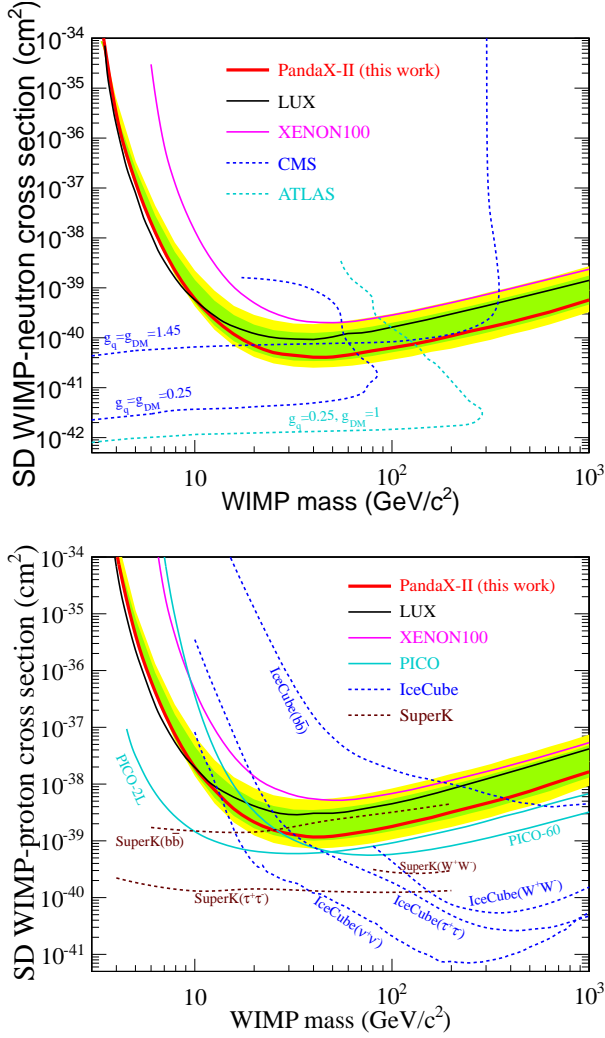 SD WIMP-neutron cross section (cm²)
10⁻³⁴
10⁻³⁵
10⁻³⁶
10⁻³⁷
10⁻³⁸
10⁻³⁹
10⁻⁴⁰
10⁻⁴¹
10⁻⁴²
PandaX-II (this work)
LUX
XENON100
CMS
ATLAS
g_q=g_DM=1.45
g_q=g_DM=0.25
g_q=0.25, g_DM=1
10
10²
10³
WIMP mass (GeV/c²)
SD WIMP-proton cross section (cm²)
10⁻³⁴
10⁻³⁵
10⁻³⁶
10⁻³⁷
10⁻³⁸
10⁻³⁹
10⁻⁴⁰
10⁻⁴¹
PandaX-II (this work)
LUX
XENON100
PICO
IceCube
SuperK
IceCube(bb̅)
PICO-2L
PICO-60
SuperK(bb̅)
SuperK(W⁺W⁻)
SuperK(τ⁺τ⁻)
IceCube(W⁺W⁻)
IceCube(τ⁺τ⁻)
IceCube(ν⁺ν⁻)
10
10²
10³
WIMP mass (GeV/c²)